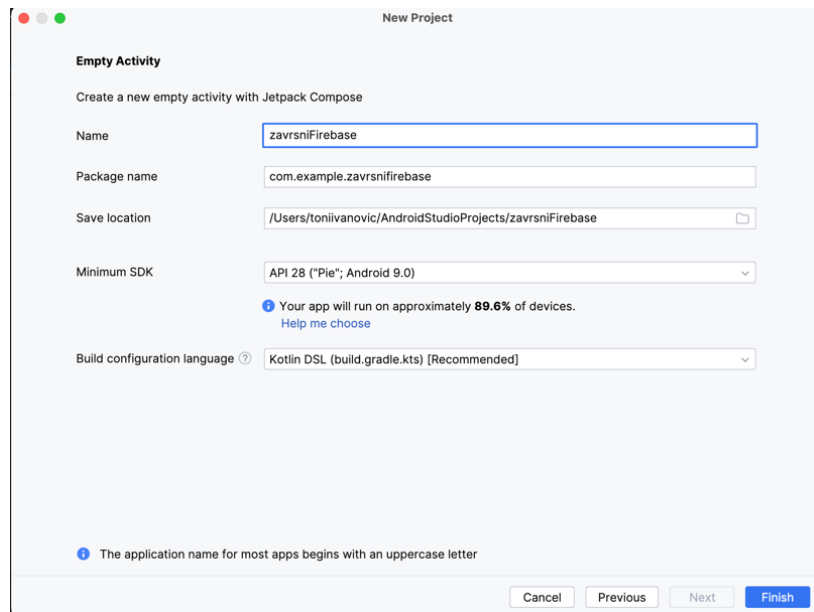 New Project
Empty Activity
Create a new empty activity with Jetpack Compose
Name
zavrsniFirebase
Package name
com.example.zavrsnifirebase
Save location
/Users/toniivanovic/AndroidStudioProjects/zavrsniFirebase
Minimum SDK
API 28 ("Pie"; Android 9.0)
Your app will run on approximately 89.6% of devices.
Help me choose
Build configuration language ?
Kotlin DSL (build.gradle.kts) [Recommended]
The application name for most apps begins with an uppercase letter
Cancel
Previous
Next
Finish